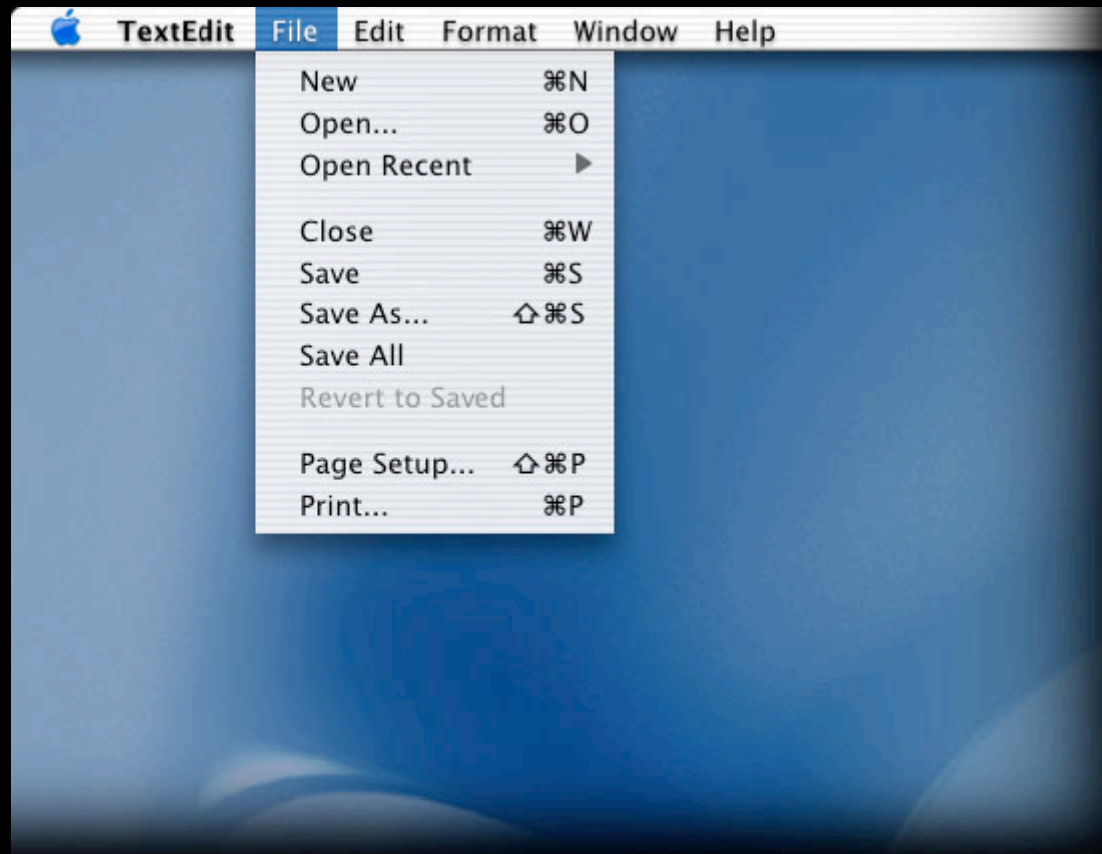 TextEdit File Edit Format Window Help
New ⌘N
Open... ⌘O
Open Recent ▶
Close ⌘W
Save ⌘S
Save As... ⇧⌘S
Save All
Revert to Saved
Page Setup... ⇧⌘P
Print... ⌘P